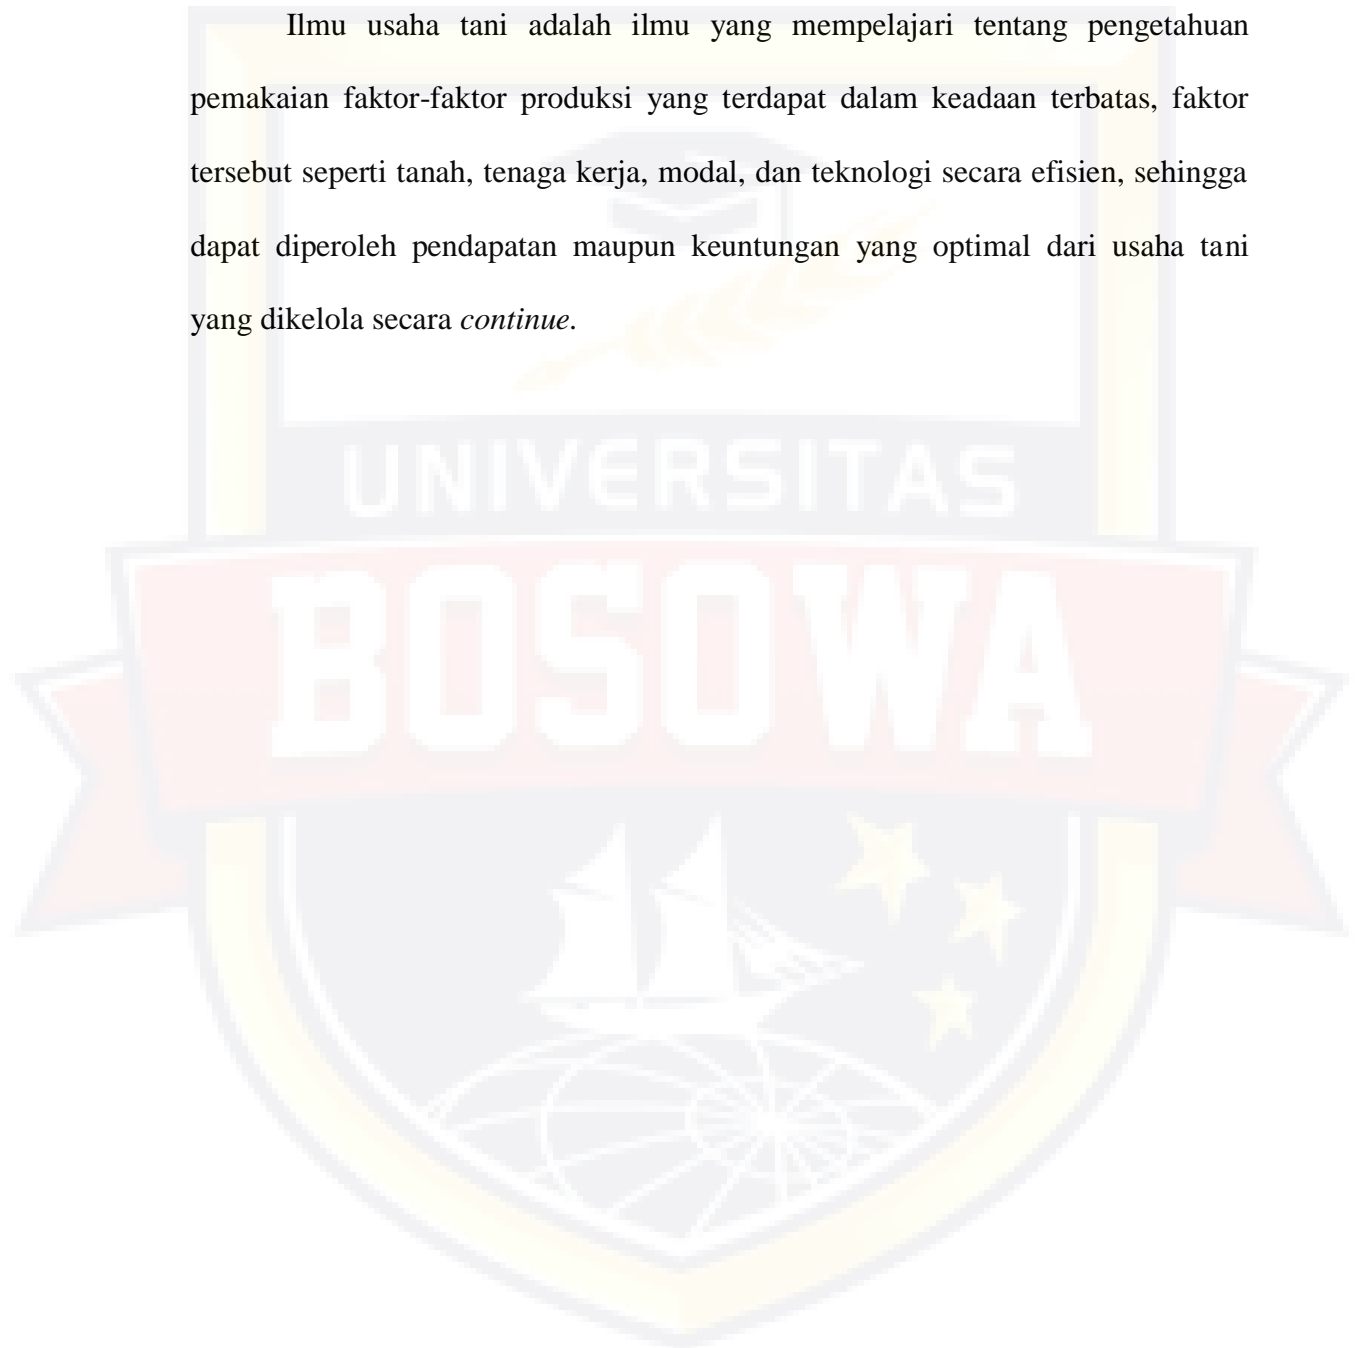 Ilmu usaha tani adalah ilmu yang mempelajari tentang pengetahuan
pemakaian faktor-faktor produksi yang terdapat dalam keadaan terbatas, faktor
tersebut seperti tanah, tenaga kerja, modal, dan teknologi secara efisien, sehingga
dapat diperoleh pendapatan maupun keuntungan yang optimal dari usaha tani
yang dikelola secara continue.
UNIVERSITAS
BOSOWA